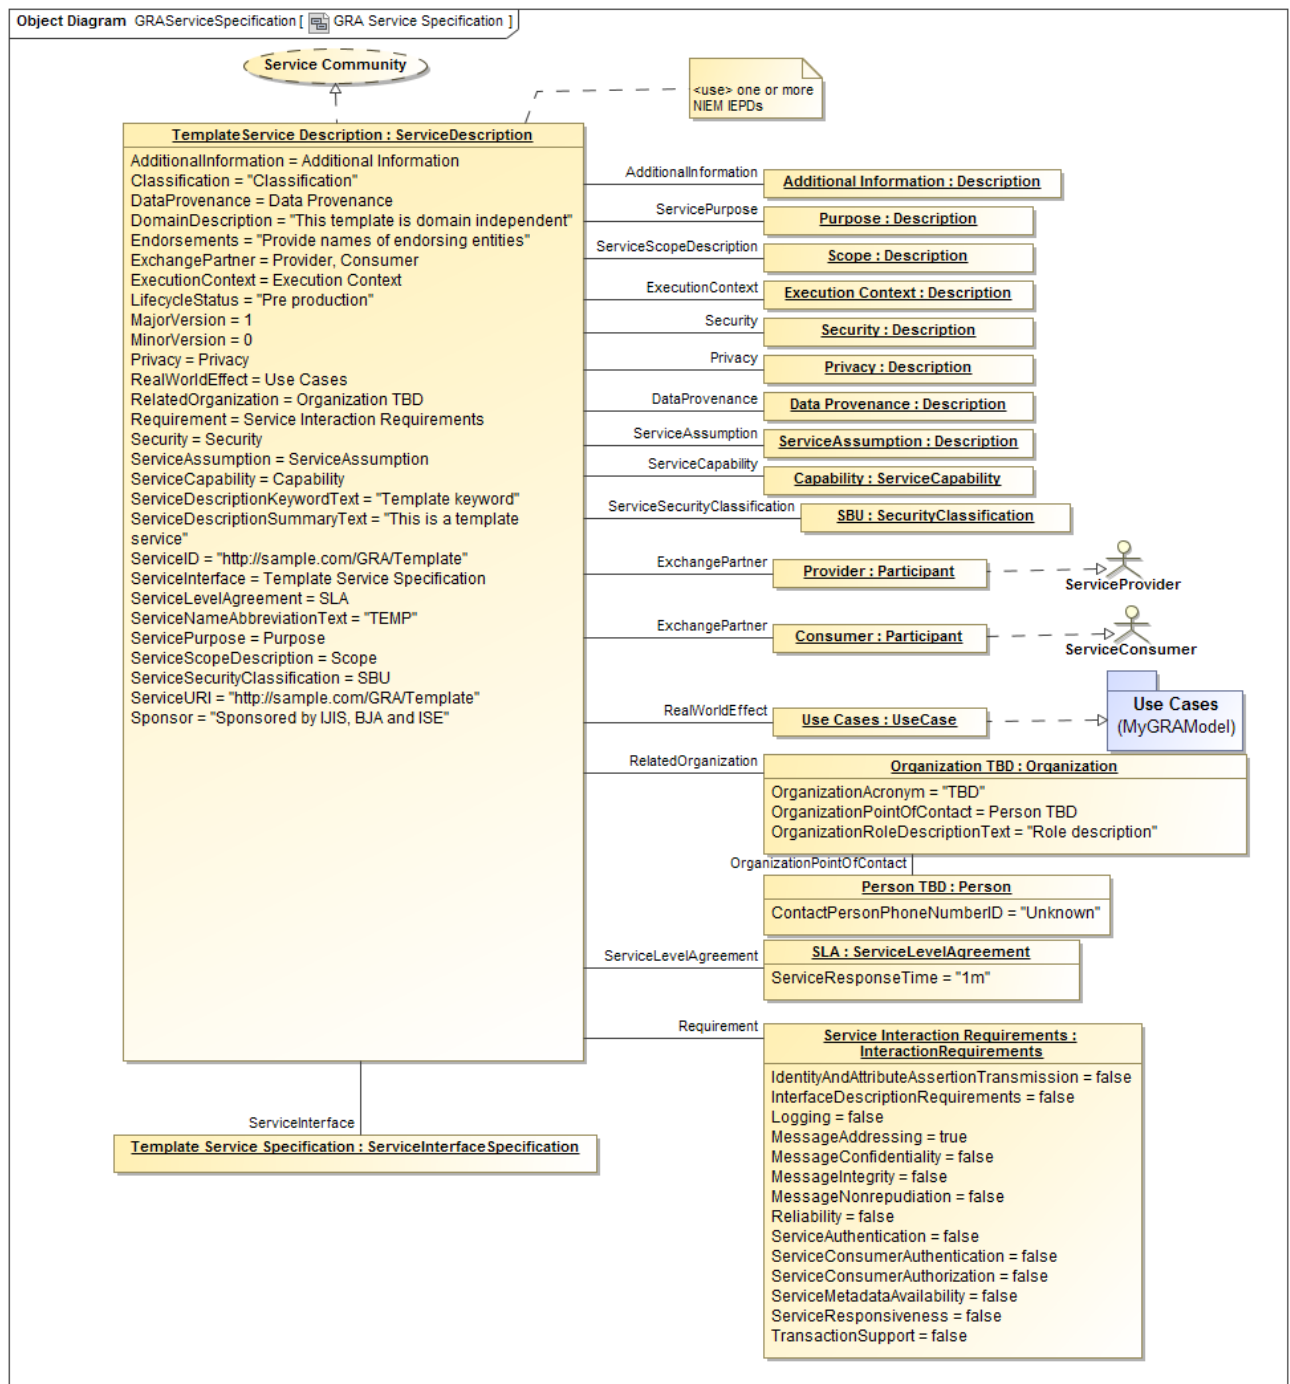 Object Diagram GRAServiceSpecification [ GRA Service Specification ]
Service Community
<use> one or more
NIEM IEPDs
TemplateService Description : ServiceDescription
AdditionalInformation = Additional Information
Classification = "Classification"
DataProvenance = Data Provenance
DomainDescription = "This template is domain independent"
Endorsements = "Provide names of endorsing entities"
ExchangePartner = Provider, Consumer
ExecutionContext = Execution Context
LifecycleStatus = "Pre production"
MajorVersion = 1
MinorVersion = 0
Privacy = Privacy
RealWorldEffect = Use Cases
RelatedOrganization = Organization TBD
Requirement = Service Interaction Requirements
Security = Security
ServiceAssumption = ServiceAssumption
ServiceCapability = Capability
ServiceDescriptionKeywordText = "Template keyword"
ServiceDescriptionSummaryText = "This is a template
service"
ServiceID = "http://sample.com/GRA/Template"
ServiceInterface = Template Service Specification
ServiceLevelAgreement = SLA
ServiceNameAbbreviationText = "TEMP"
ServicePurpose = Purpose
ServiceScopeDescription = Scope
ServiceSecurityClassification = SBU
ServiceURI = "http://sample.com/GRA/Template"
Sponsor = "Sponsored by IJIS, BJA and ISE"
AdditionalInformation
Additional Information : Description
ServicePurpose
Purpose : Description
ServiceScopeDescription
Scope : Description
ExecutionContext
Execution Context : Description
Security
Security : Description
Privacy
Privacy : Description
DataProvenance
Data Provenance : Description
ServiceAssumption
ServiceAssumption : Description
ServiceCapability
Capability : ServiceCapability
ServiceSecurityClassification
SBU : SecurityClassification
ExchangePartner
Provider : Participant
ServiceProvider
ExchangePartner
Consumer : Participant
ServiceConsumer
RealWorldEffect
Use Cases : UseCase
Use Cases
(MyGRAModel)
RelatedOrganization
Organization TBD : Organization
OrganizationAcronym = "TBD"
OrganizationPointOfContact = Person TBD
OrganizationRoleDescriptionText = "Role description"
OrganizationPointOfContact
Person TBD : Person
ContactPersonPhoneNumberID = "Unknown"
ServiceLevelAgreement
SLA : ServiceLevelAgreement
ServiceResponseTime = "1m"
Requirement
Service Interaction Requirements :
InteractionRequirements
IdentityAndAttributeAssertionTransmission = false
InterfaceDescriptionRequirements = false
Logging = false
MessageAddressing = true
MessageConfidentiality = false
MessageIntegrity = false
MessageNonrepudiation = false
Reliability = false
ServiceAuthentication = false
ServiceConsumerAuthentication = false
ServiceConsumerAuthorization = false
ServiceMetadataAvailability = false
ServiceResponsiveness = false
TransactionSupport = false
ServiceInterface
Template Service Specification : ServiceInterfaceSpecification